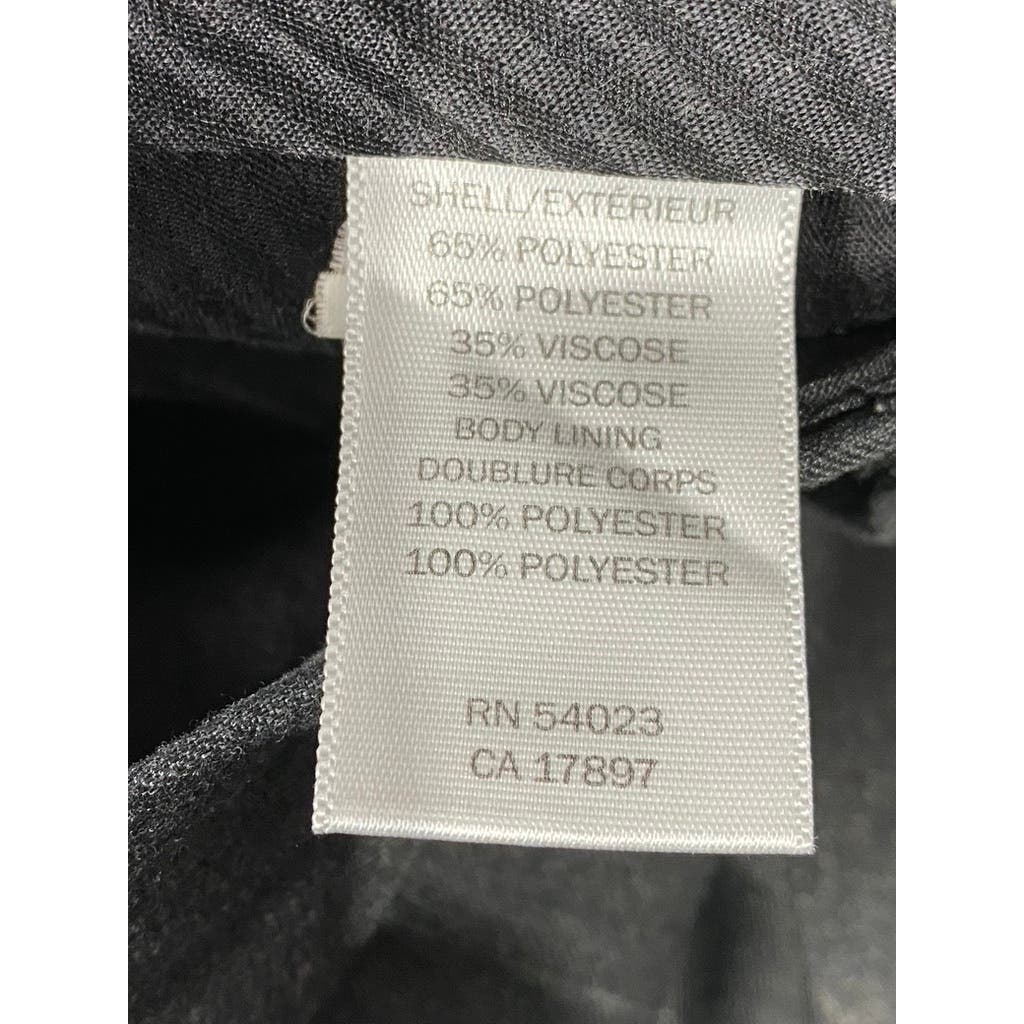 SHELL/EXTÉRIEUR
65% POLYESTER
65% POLYESTER
35% VISCOSE
35% VISCOSE
BODY LINING
DOUBLURE CORPS
100% POLYESTER
100% POLYESTER
RN 54023
CA 17897